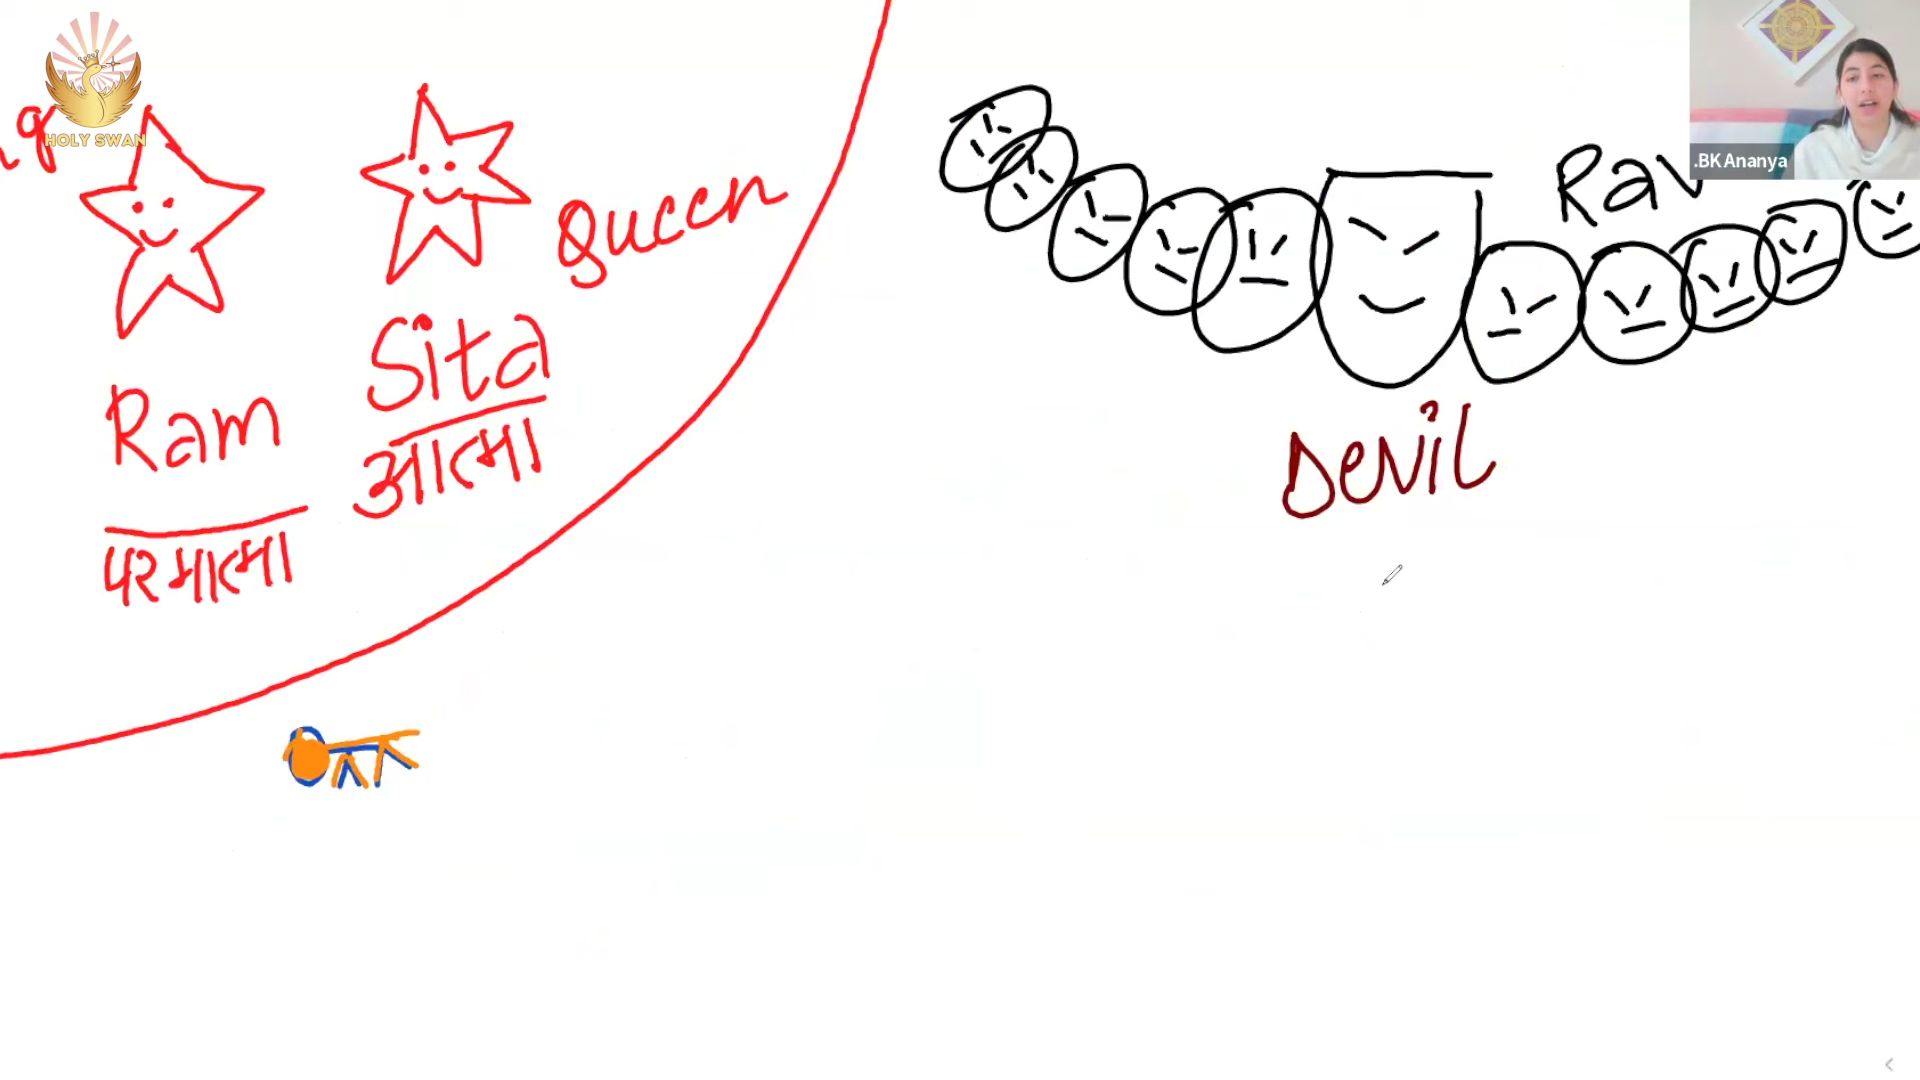 HOLY SWAN
Ram
परमात्मा
Sita
आत्मा
queen
Rav
DeviL
.BK Ananya